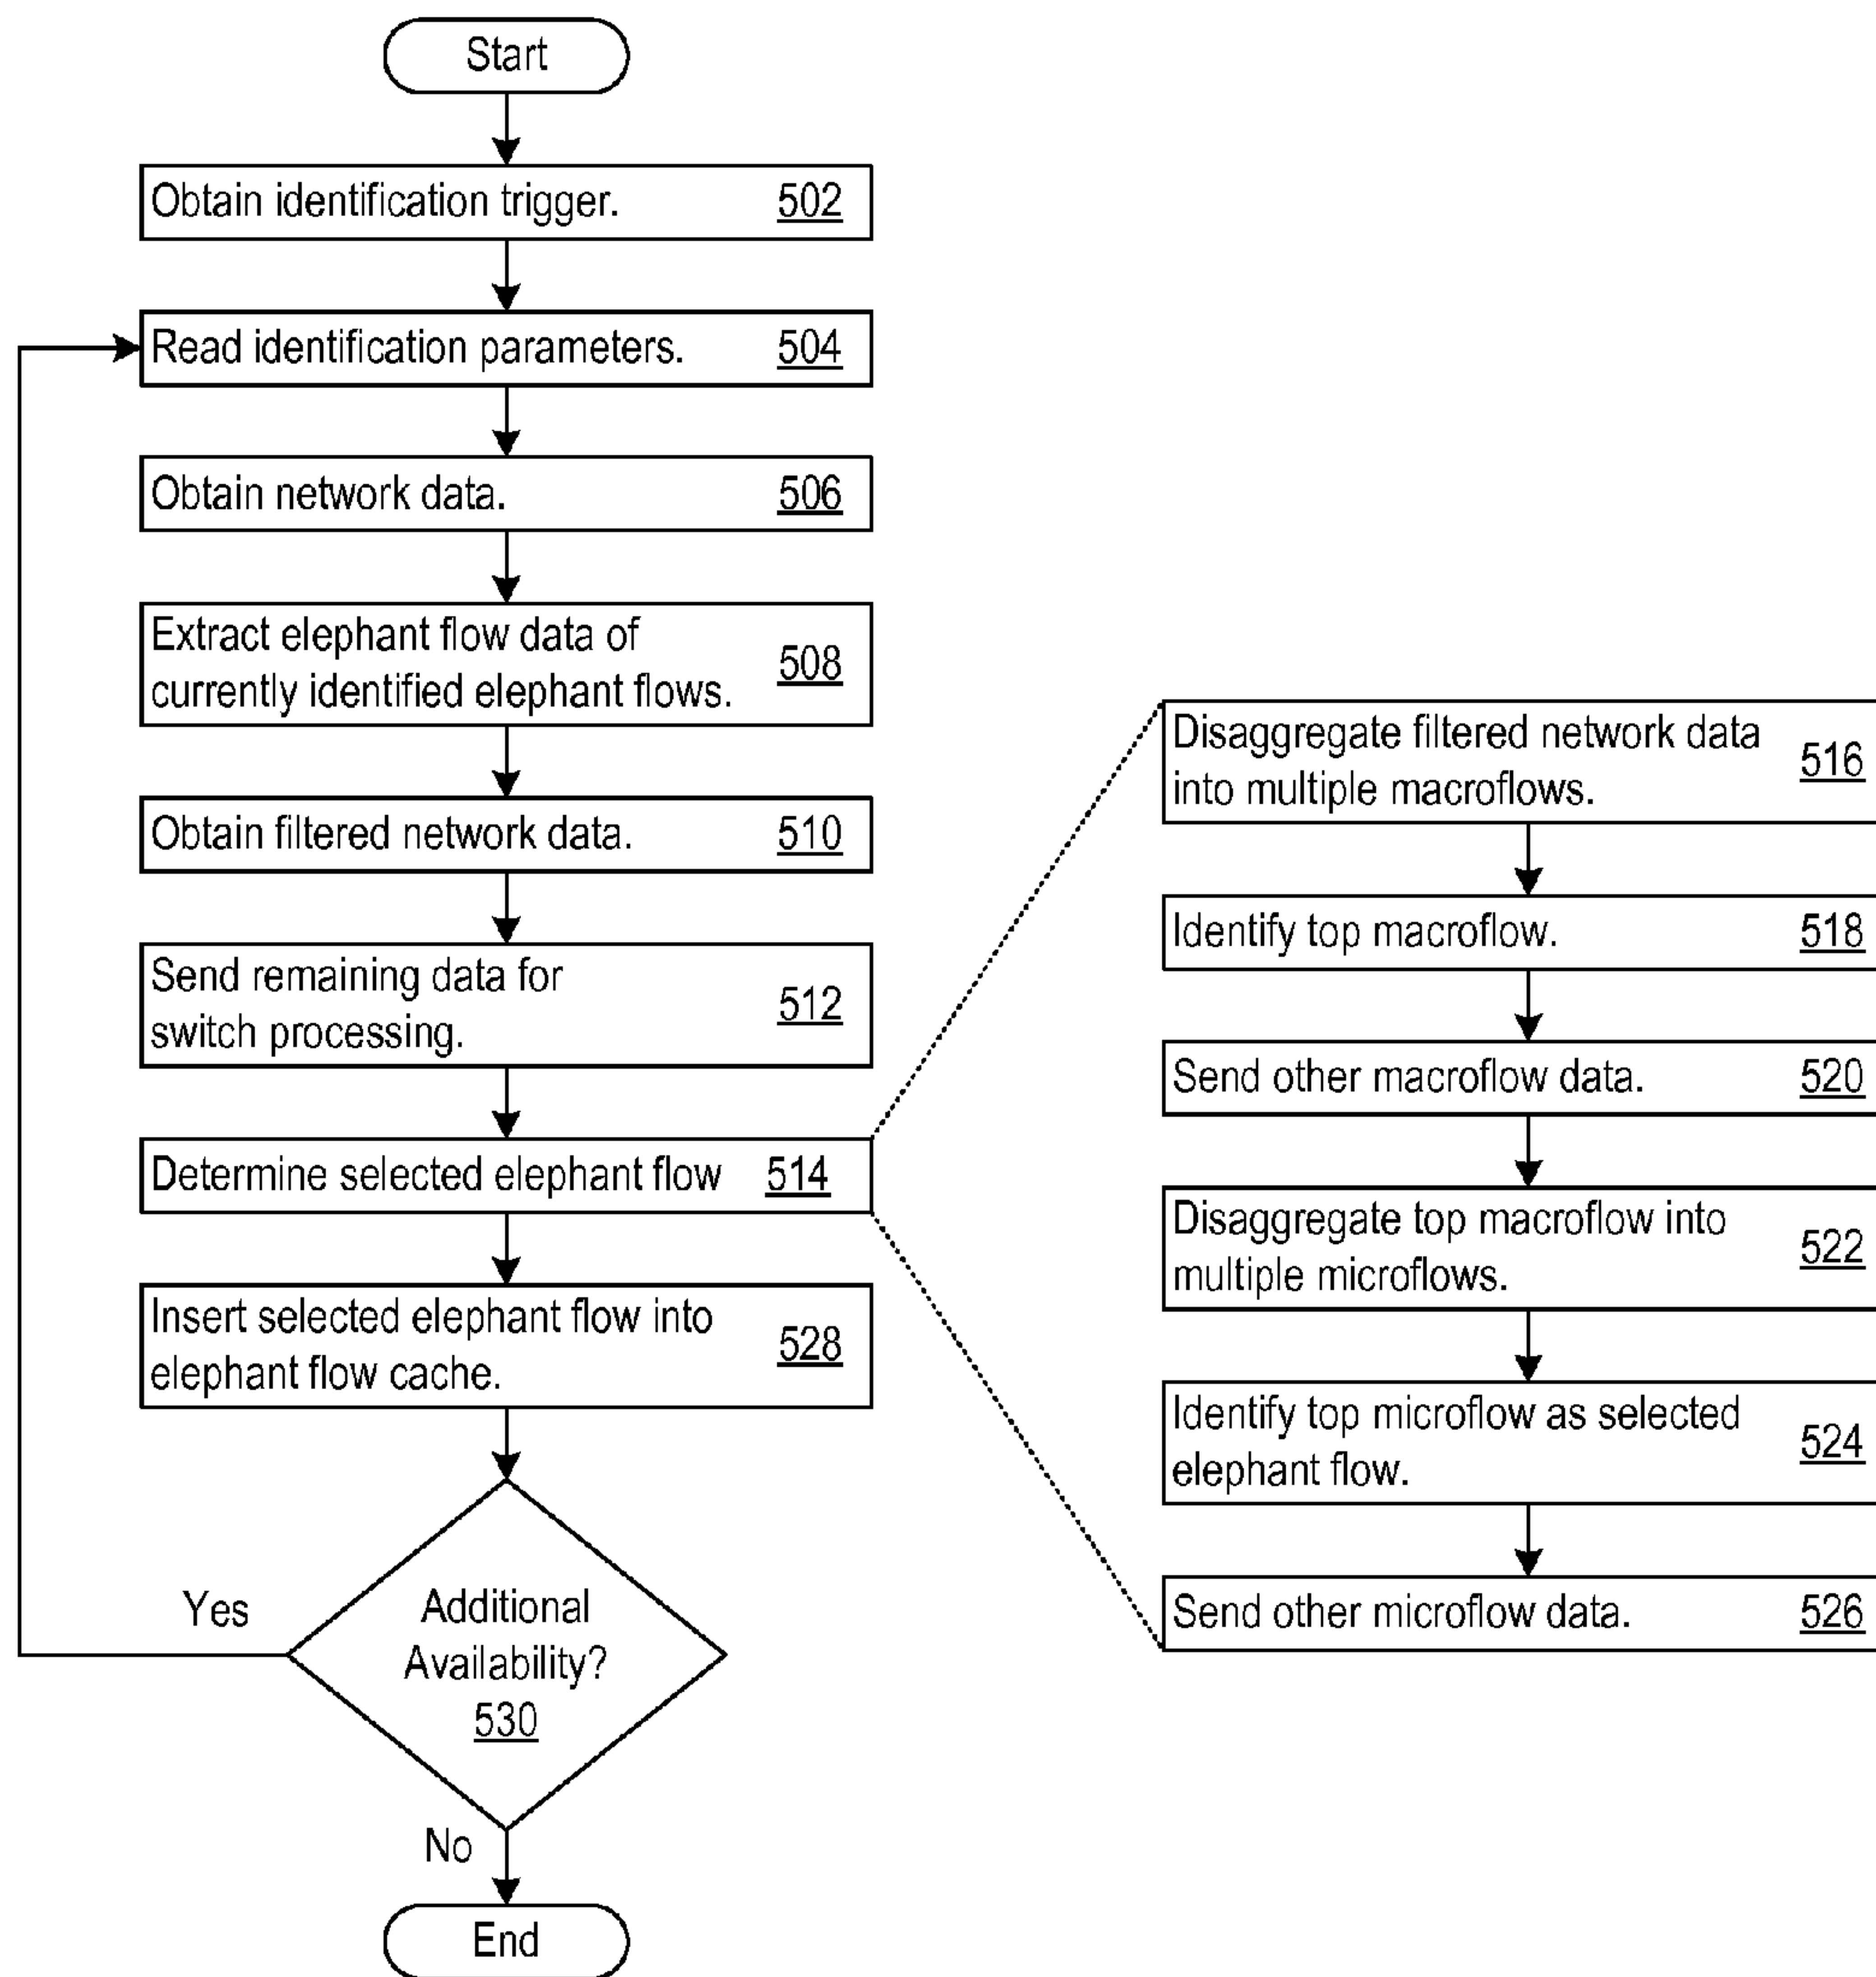 Start
Obtain identification trigger. 502
Read identification parameters. 504
Obtain network data. 506
Extract elephant flow data of
currently identified elephant flows. 508
Obtain filtered network data. 510
Send remaining data for
switch processing. 512
Determine selected elephant flow 514
Insert selected elephant flow into
elephant flow cache. 528
Additional
Availability?
530
Yes
No
End
Disaggregate filtered network data
into multiple macroflows. 516
Identify top macroflow. 518
Send other macroflow data. 520
Disaggregate top macroflow into
multiple microflows. 522
Identify top microflow as selected
elephant flow. 524
Send other microflow data. 526